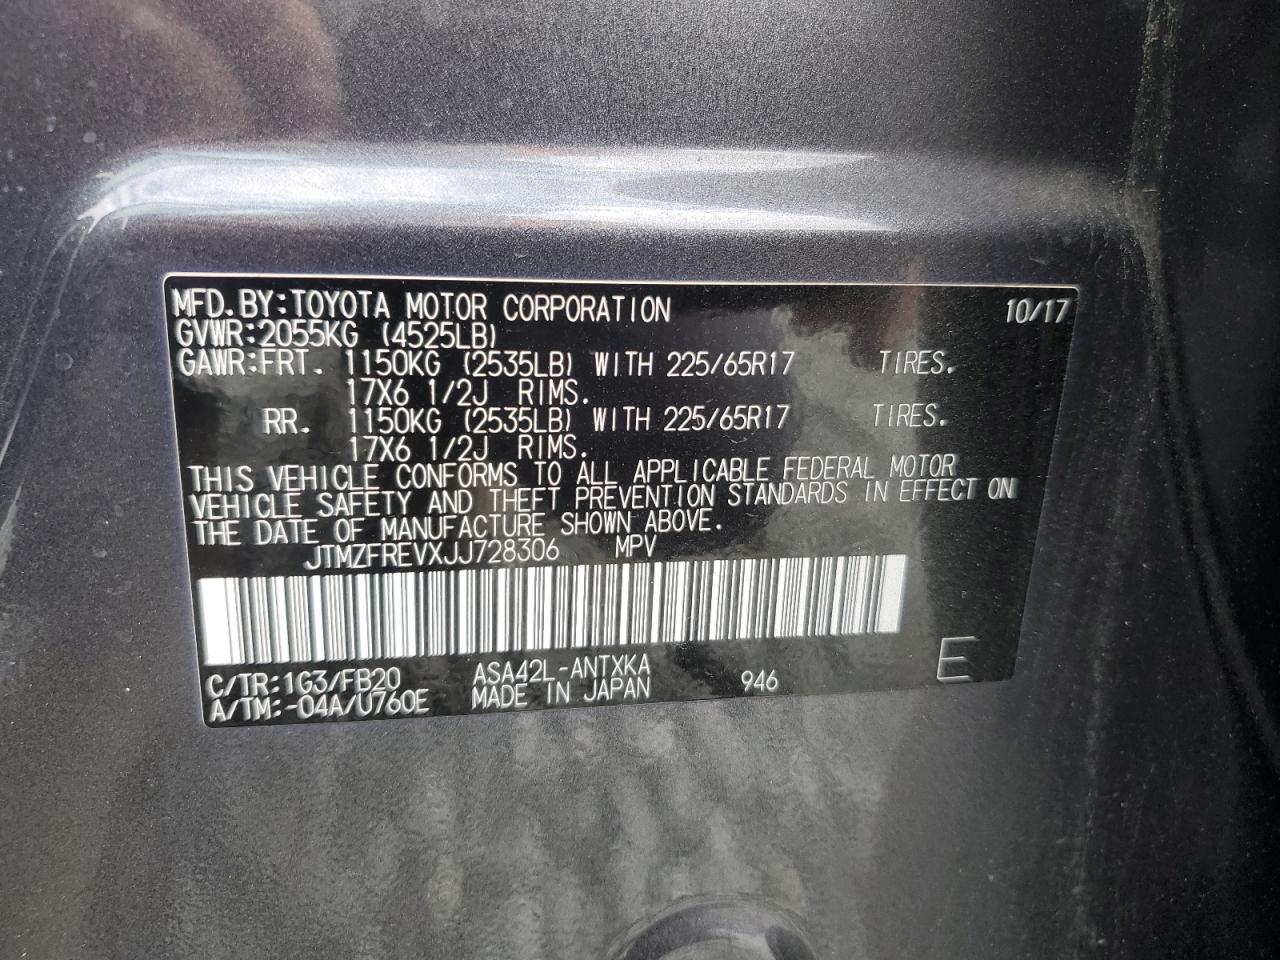 MFD.BY:TOYOTA MOTOR CORPORATION 10/17
GVWR:2055KG (4525LB)
GAWR:FRT. 1150KG (2535LB) WITH 225/65R17 TIRES.
17X6 1/2J RIMS.
RR. 1150KG (2535LB) WITH 225/65R17 TIRES.
17X6 1/2J RIMS.
THIS VEHICLE CONFORMS TO ALL APPLICABLE FEDERAL MOTOR
VEHICLE SAFETY AND THEFT PREVENTION STANDARDS IN EFFECT ON
THE DATE OF MANUFACTURE SHOWN ABOVE.
JTMZFREVXJJ728306 MPV
C/TR:1G3/FB20 ASA42L-ANTXKA 946 E
A/TM:-04A/U760E MADE IN JAPAN